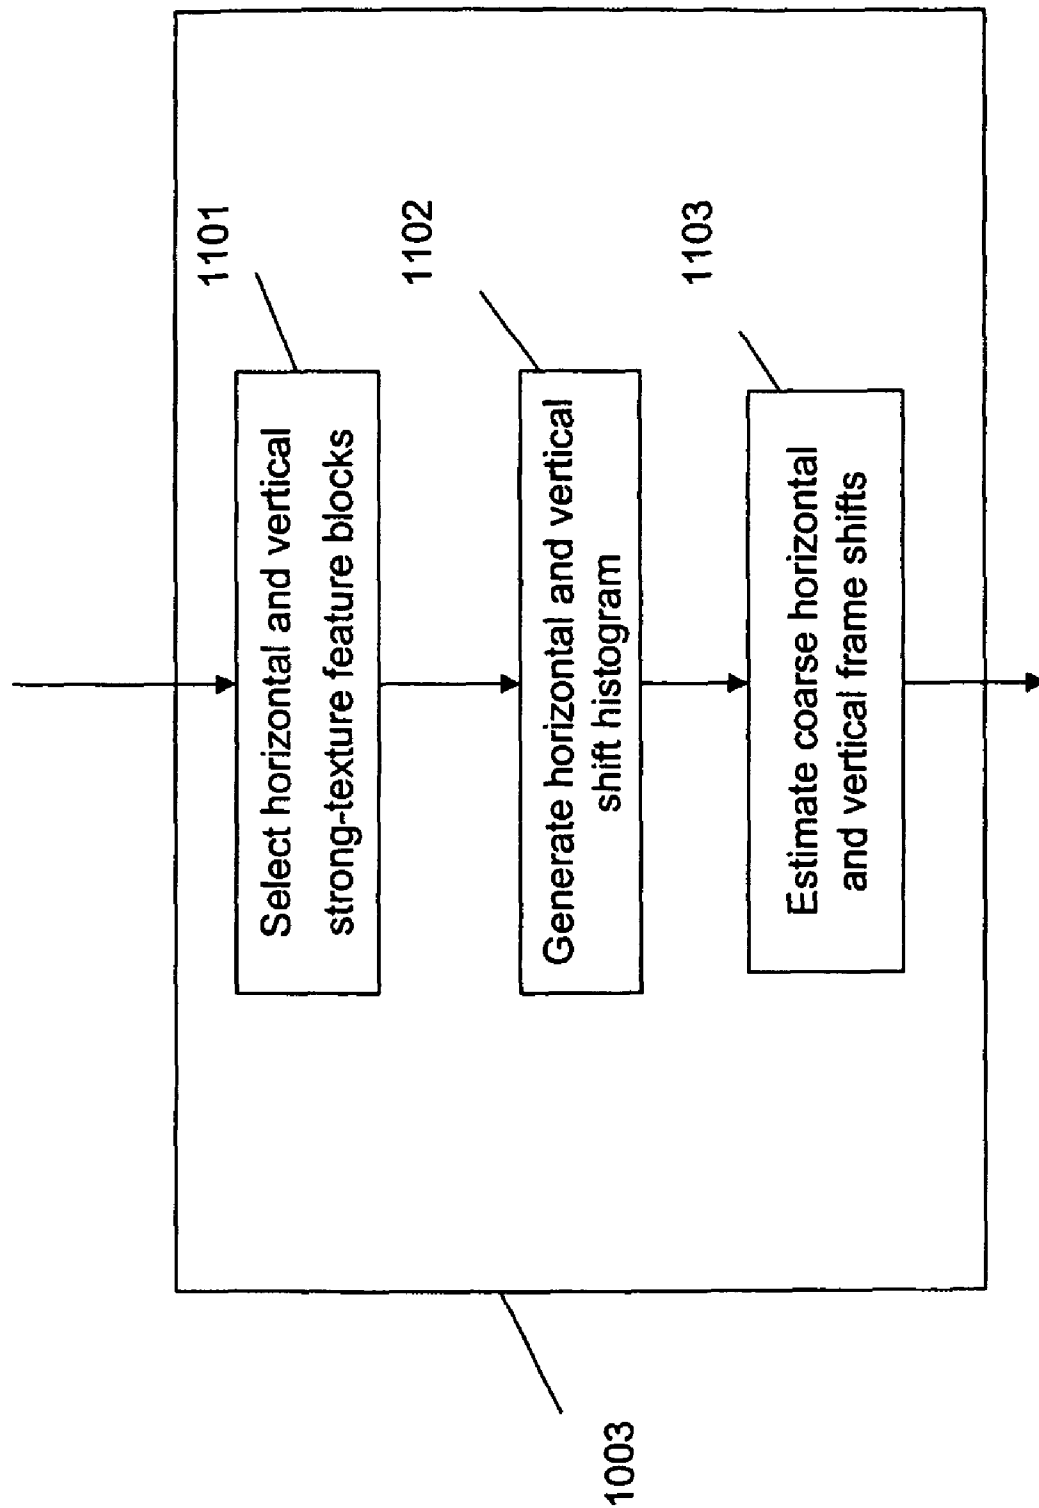 1101
Select horizontal and vertical
strong-texture feature blocks
1102
Generate horizontal and vertical
shift histogram
1103
Estimate coarse horizontal
and vertical frame shifts
1003